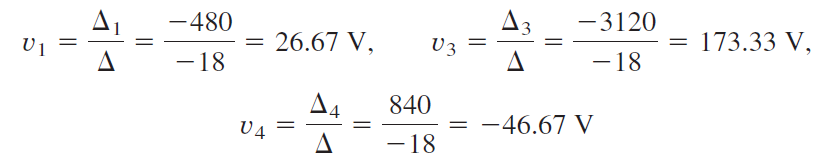 v₁ = Δ₁/Δ = −480/−18 = 26.67 V, v₃ = Δ₃/Δ = −3120/−18 = 173.33 V,
v₄ = Δ₄/Δ = 840/−18 = −46.67 V